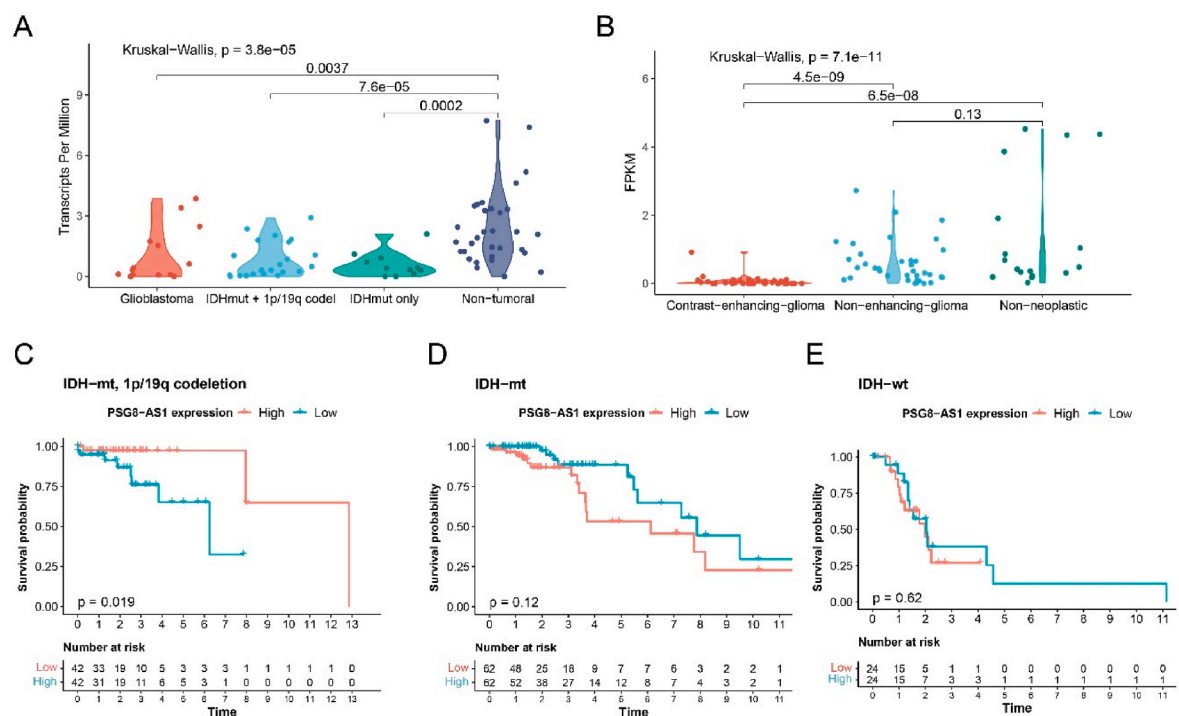 A
Kruskal-Wallis, p = 3.8e-05
0.0037
7.6e-05
0.0002
Transcripts Per Million
9
6
3
0
Glioblastoma IDHmut + 1p/19q codel IDHmut only Non-tumoral
B
Kruskal-Wallis, p = 7.1e-11
4.5e-09
6.5e-08
0.13
FPKM
6
4
2
0
Contrast-enhancing-glioma Non-enhancing-glioma Non-neoplastic
C
IDH-mt, 1p/19q codeletion
PSG8-AS1 expression High Low
Survival probability
1.00
0.75
0.50
0.25
0.00
p = 0.019
0 1 2 3 4 5 6 7 8 9 10 11 12 13
Number at risk
Low 42 33 19 10 5 3 3 3 1 1 1 1 1 0
High 42 31 19 11 6 5 3 1 0 0 0 0 0 0
0 1 2 3 4 5 6 7 8 9 10 11 12 13
Time
D
IDH-mt
PSG8-AS1 expression High Low
Survival probability
1.00
0.75
0.50
0.25
0.00
p = 0.12
0 1 2 3 4 5 6 7 8 9 10 11
Number at risk
Low 62 48 25 18 9 7 7 6 3 2 2 1
High 62 52 38 27 14 12 8 7 4 3 2 1
0 1 2 3 4 5 6 7 8 9 10 11
Time
E
IDH-wt
PSG8-AS1 expression High Low
Survival probability
1.00
0.75
0.50
0.25
0.00
p = 0.62
0 1 2 3 4 5 6 7 8 9 10 11
Number at risk
Low 24 15 5 1 1 0 0 0 0 0 0 0
High 24 15 7 3 3 1 1 1 1 1 1 1
0 1 2 3 4 5 6 7 8 9 10 11
Time